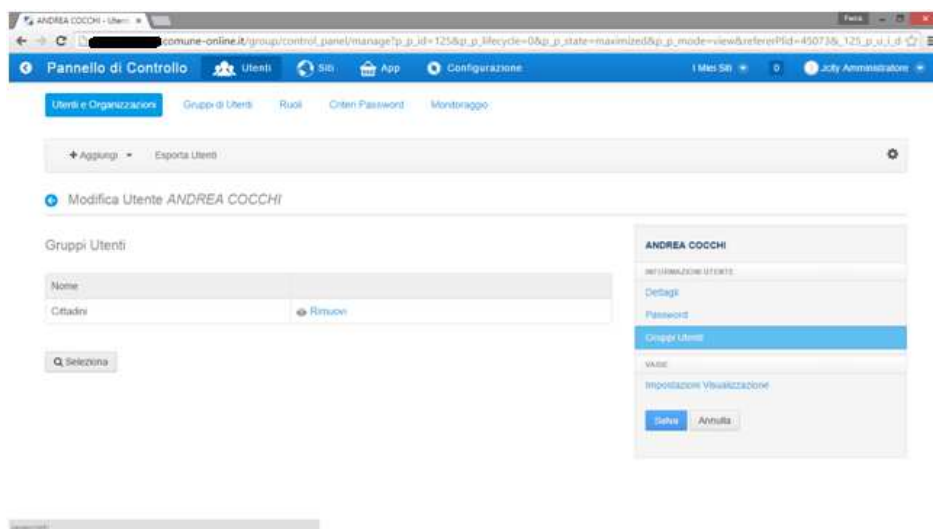 ANDREA COCCHI - Utenti
comune-online.it/group/control_panel/manage?p_p_id=125&p_p_lifecycle=0&p_p_state=maximized&p_p_mode=view&refererPlid=45073&_125_p_u_i_d
Pannello di Controllo Utenti Siti App Configurazione I Miei Siti 0 Jcity Amministratore
Utenti e Organizzazioni Gruppi di Utenti Ruoli Criteri Password Monitoraggio
+ Aggiungi Esporta Utenti
Modifica Utente ANDREA COCCHI
Gruppi Utenti
Nome
Cittadini Rimuovi
Seleziona
ANDREA COCCHI
INFORMAZIONI UTENTE
Dettagli
Password
Gruppi Utenti
VARIE
Impostazioni Visualizzazione
Salva Annulla